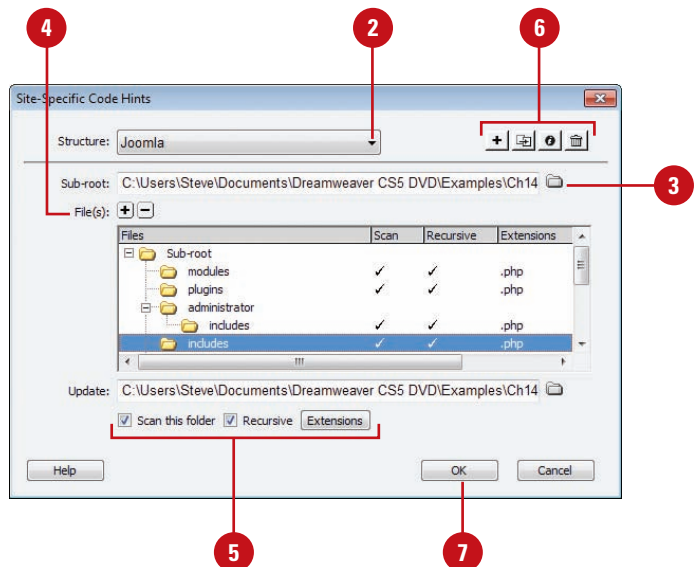 4 2 6
Site-Specific Code Hints
Structure: Joomla
Sub-root: C:\Users\Steve\Documents\Dreamweaver CS5 DVD\Examples\Ch14
3
File(s):
Files Scan Recursive Extensions
Sub-root
modules ✓ ✓ .php
plugins ✓ ✓ .php
administrator
includes ✓ ✓ .php
includes ✓ ✓ .php
Update: C:\Users\Steve\Documents\Dreamweaver CS5 DVD\Examples\Ch14
Scan this folder Recursive Extensions
Help OK Cancel
5 7